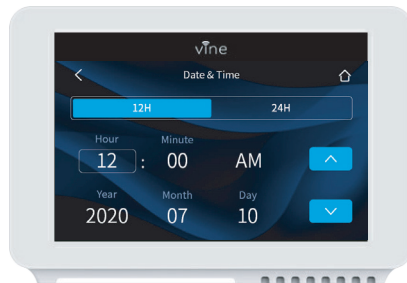 vine
Date & Time
12H 24H
Hour Minute
12 : 00 AM
Year Month Day
2020 07 10